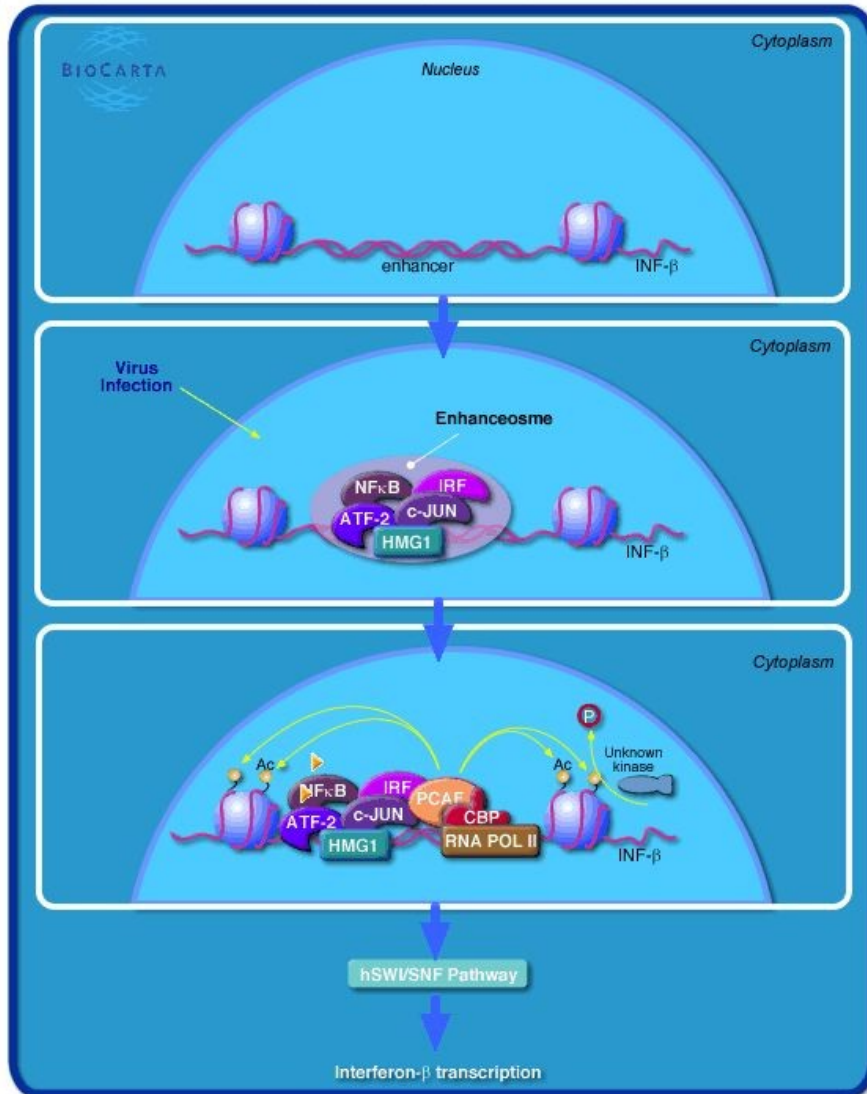 BIOCARTA
Cytoplasm
Nucleus
enhancer
INF-β
Cytoplasm
Virus
Infection
Enhanceosme
NFκB
IRF
ATF-2
c-JUN
HMG1
INF-β
Cytoplasm
P
Unknown
kinase
Ac
Ac
NFκB
IRF
PCAF
ATF-2
c-JUN
CBP
HMG1
RNA POL II
INF-β
hSWI/SNF Pathway
Interferon-β transcription